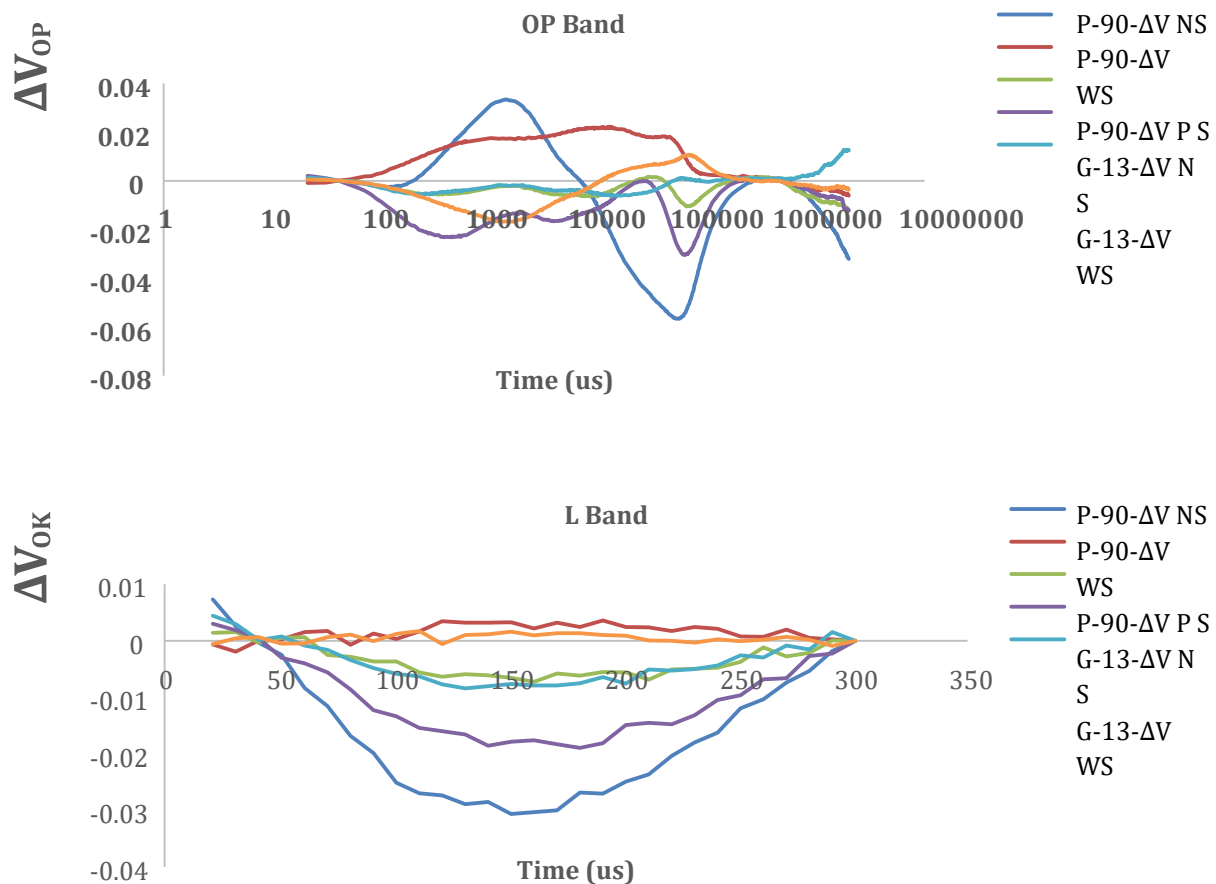 OP Band
ΔVOP
0.04
0.02
0
-0.02
-0.04
-0.06
-0.08
1 10 100 1000 10000 100000 1000000 10000000 100000000
Time (us)
P-90-ΔV NS
P-90-ΔV
WS
P-90-ΔV P S
G-13-ΔV N
S
G-13-ΔV
WS
L Band
ΔVOK
0.01
0
-0.01
-0.02
-0.03
-0.04
0 50 100 150 200 250 300 350
Time (us)
P-90-ΔV NS
P-90-ΔV
WS
P-90-ΔV P S
G-13-ΔV N
S
G-13-ΔV
WS